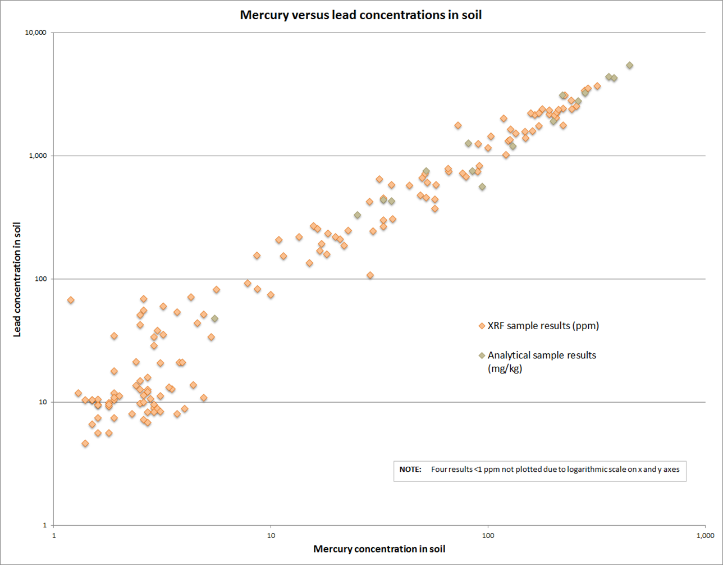 Mercury versus lead concentrations in soil
10,000
1,000
100
10
1
Lead concentration in soil
XRF sample results (ppm)
Analytical sample results
(mg/kg)
NOTE: Four results <1 ppm not plotted due to logarithmic scale on x and y axes
1 10 100 1,000
Mercury concentration in soil